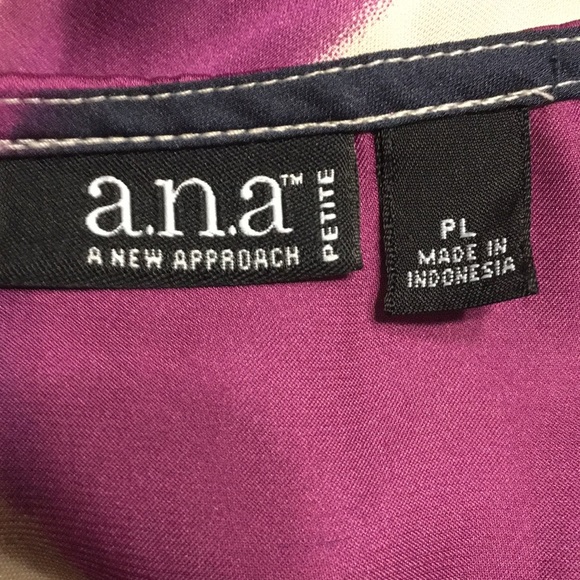 a.n.a™
A NEW APPROACH
PETITE
PL
MADE IN
INDONESIA